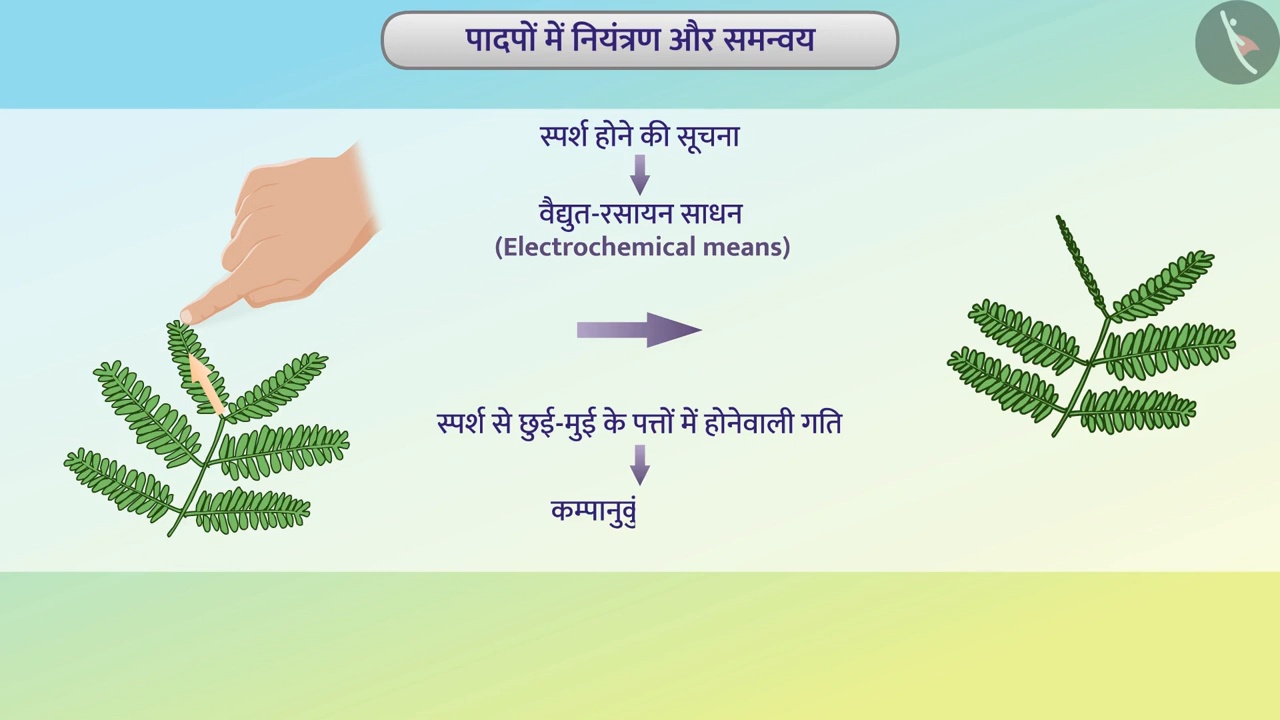 पादपों में नियंत्रण और समन्वय
स्पर्श होने की सूचना
वैद्युत-रसायन साधन
(Electrochemical means)
स्पर्श से छुई-मुई के पत्तों में होनेवाली गति
कम्पानुकुं